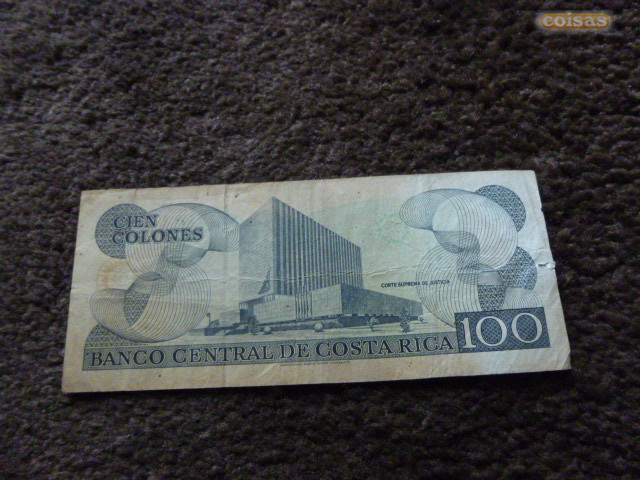 coisas
CIEN
COLONES
CORTE SUPREMA DE JUSTICIA
BANCO CENTRAL DE COSTA RICA
100